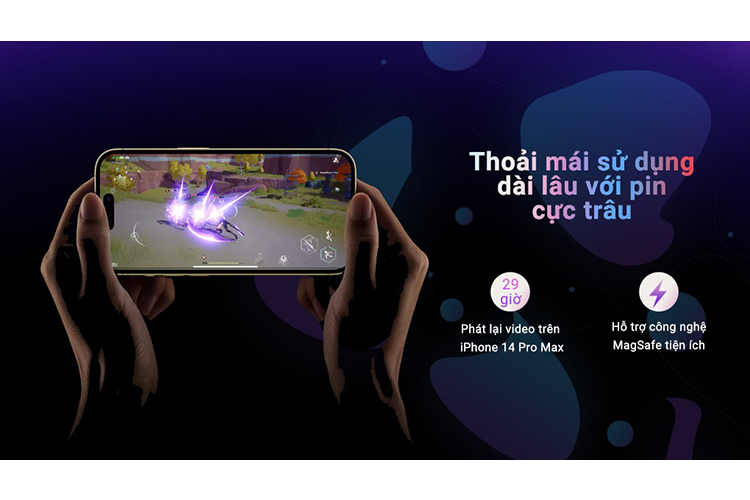 Thoải mái sử dụng
dài lâu với pin
cực trâu
29
giờ
Phát lại video trên
iPhone 14 Pro Max
Hỗ trợ công nghệ
MagSafe tiện ích